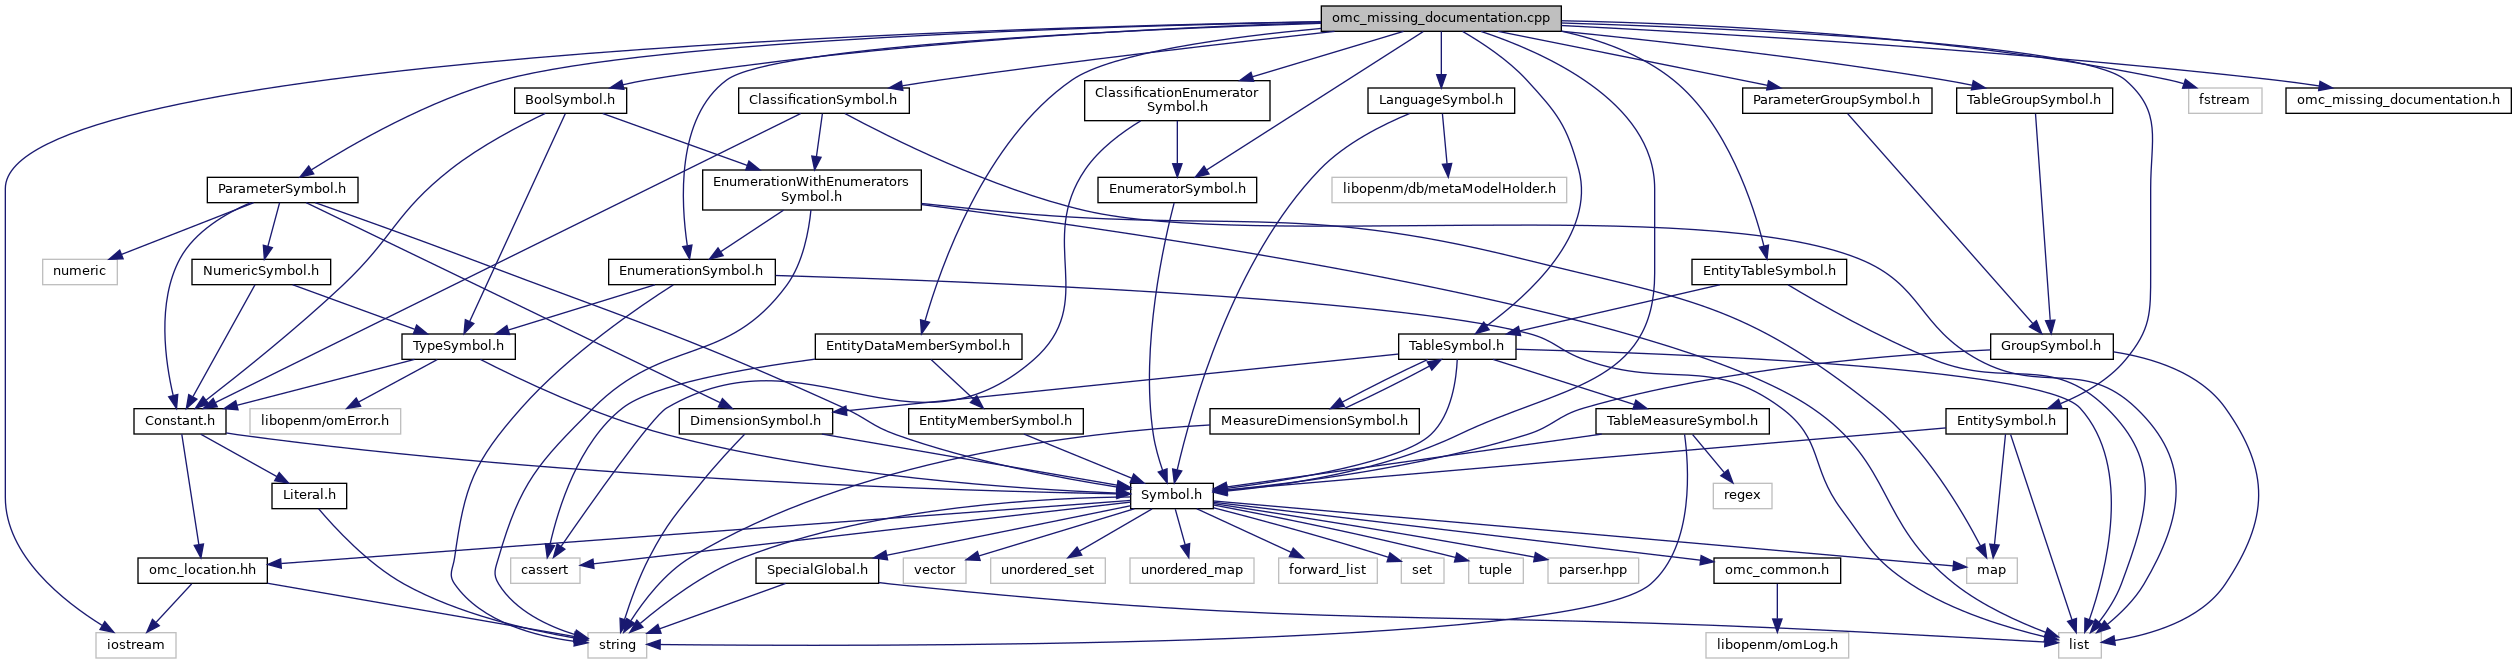 omc_missing_documentation.cpp
BoolSymbol.h
ClassificationSymbol.h
ClassificationEnumerator
Symbol.h
LanguageSymbol.h
ParameterGroupSymbol.h
TableGroupSymbol.h
fstream
omc_missing_documentation.h
ParameterSymbol.h
EnumerationWithEnumerators
Symbol.h
EnumeratorSymbol.h
libopenm/db/metaModelHolder.h
numeric
NumericSymbol.h
EnumerationSymbol.h
EntityTableSymbol.h
TypeSymbol.h
EntityDataMemberSymbol.h
TableSymbol.h
GroupSymbol.h
Constant.h
libopenm/omError.h
DimensionSymbol.h
EntityMemberSymbol.h
MeasureDimensionSymbol.h
TableMeasureSymbol.h
EntitySymbol.h
Literal.h
Symbol.h
regex
omc_location.hh
cassert
SpecialGlobal.h
vector
unordered_set
unordered_map
forward_list
set
tuple
parser.hpp
omc_common.h
map
iostream
string
libopenm/omLog.h
list